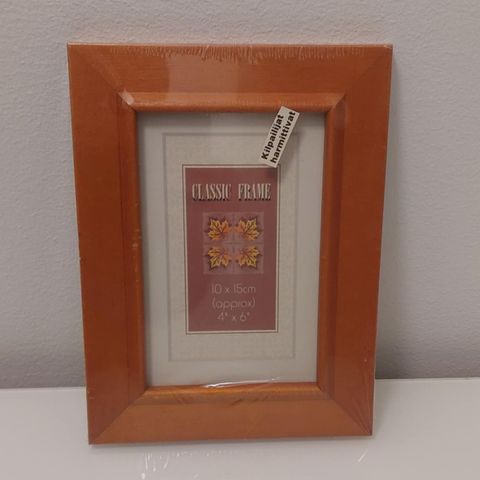 Kilpailijat
harmittivat
CLASSIC FRAME
10 x 15cm
(approx)
4" x 6"